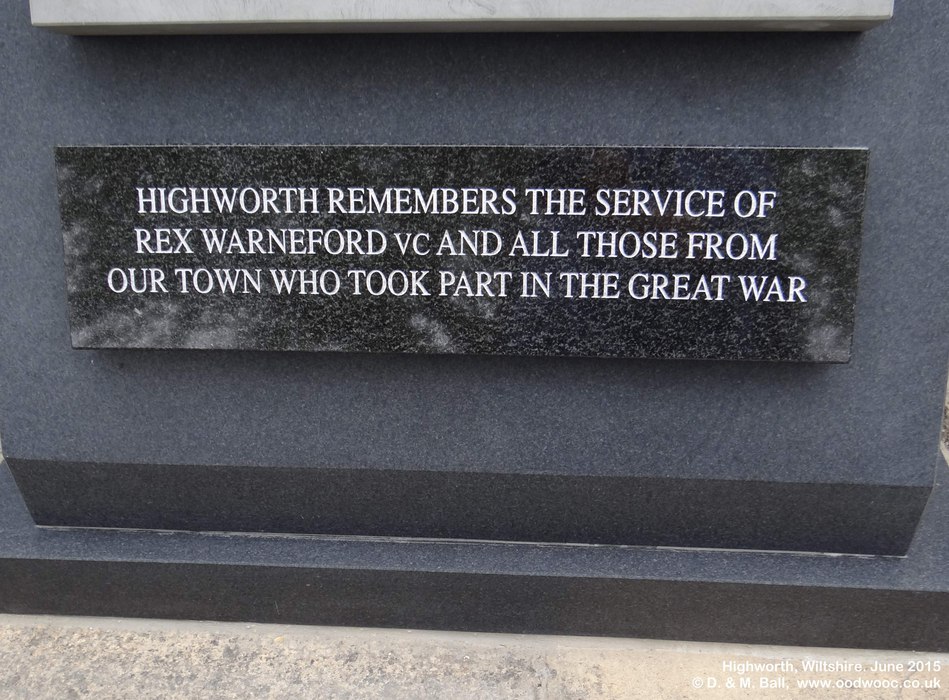 HIGHWORTH REMEMBERS THE SERVICE OF
REX WARNEFORD VC AND ALL THOSE FROM
OUR TOWN WHO TOOK PART IN THE GREAT WAR
Highworth, Wiltshire. June 2015
© D. & M. Ball, www.oodwooc.co.uk